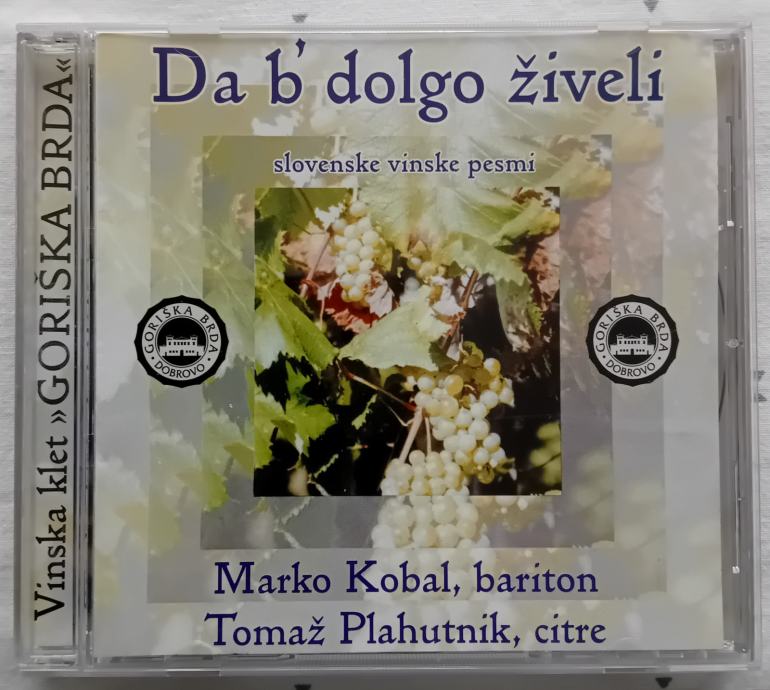 Da b' dolgo živeli
slovenske vinske pesmi
GORIŠKA BRDA
DOBROVO
GORIŠKA BRDA
DOBROVO
Marko Kobal, bariton
Tomaž Plahutnik, citre
Vinska klet »GORIŠKA BRDA«